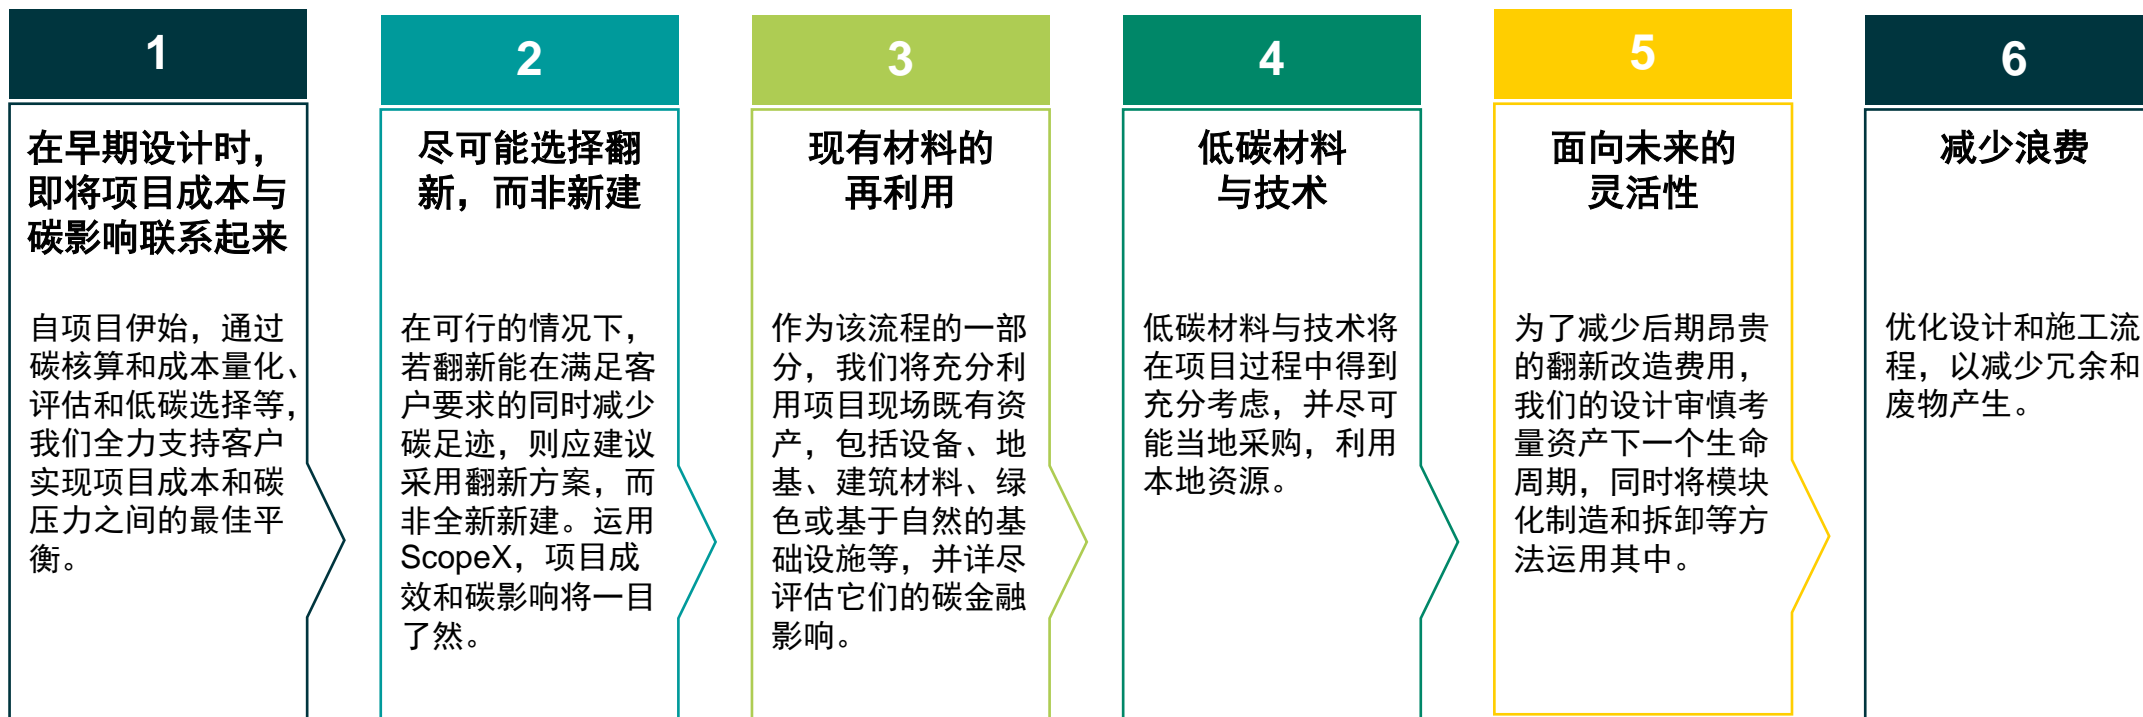 1
在早期设计时，
即将项目成本与
碳影响联系起来
自项目伊始，通过
碳核算和成本量化、
评估和低碳选择等，
我们全力支持客户
实现项目成本和碳
压力之间的最佳平
衡。
2
尽可能选择翻
新，而非新建
在可行的情况下，
若翻新能在满足客
户要求的同时减少
碳足迹，则应建议
采用翻新方案，而
非全新新建。运用
ScopeX，项目成
效和碳影响将一目
了然。
3
现有材料的
再利用
作为该流程的一部
分，我们将充分利
用项目现场既有资
产，包括设备、地
基、建筑材料、绿
色或基于自然的基
础设施等，并详尽
评估它们的碳金融
影响。
4
低碳材料
与技术
低碳材料与技术将
在项目过程中得到
充分考虑，并尽可
能当地采购，利用
本地资源。
5
面向未来的
灵活性
为了减少后期昂贵
的翻新改造费用，
我们的设计审慎考
量资产下一个生命
周期，同时将模块
化制造和拆卸等方
法运用其中。
6
减少浪费
优化设计和施工流
程，以减少冗余和
废物产生。